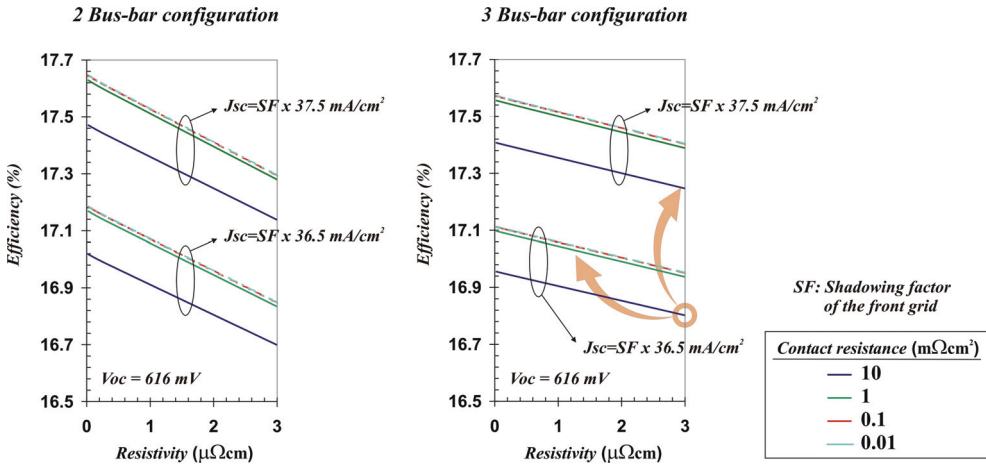 2 Bus-bar configuration
17.7
17.5
17.3
17.1
16.9
16.7
16.5
Efficiency (%)
Jsc=SF x 37.5 mA/cm²
Jsc=SF x 36.5 mA/cm²
Voc = 616 mV
0 1 2 3
Resistivity (μΩcm)
3 Bus-bar configuration
17.7
17.5
17.3
17.1
16.9
16.7
16.5
Efficiency (%)
Jsc=SF x 37.5 mA/cm²
Jsc=SF x 36.5 mA/cm²
Voc = 616 mV
0 1 2 3
Resistivity (μΩcm)
SF: Shadowing factor
of the front grid
Contact resistance (mΩcm²)
10
1
0.1
0.01